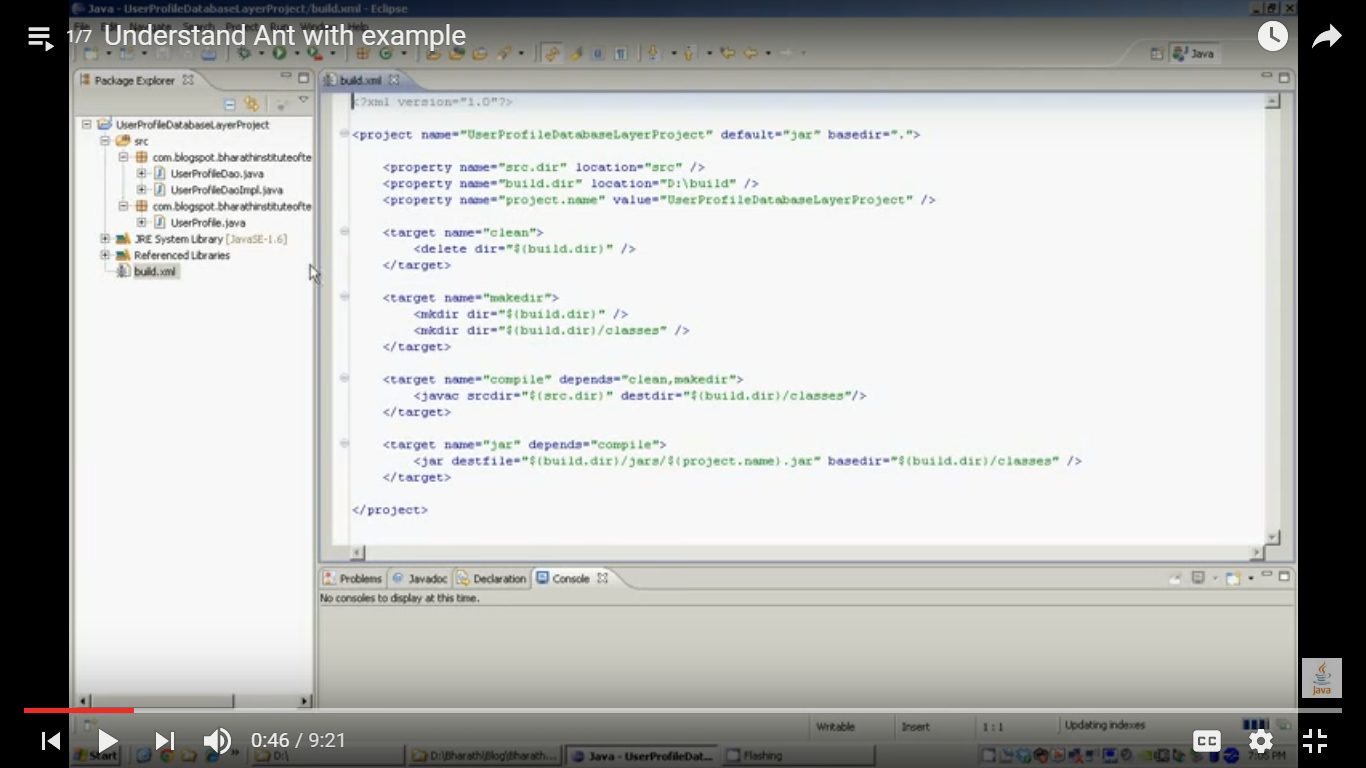 Java - UserProfileDatabaseLayerProject/build.xml - Eclipse
1/7 Understand Ant with example
Java
Package Explorer
UserProfileDatabaseLayerProject
src
com.blogspot.bharathinstituteofte
UserProfileDao.java
UserProfileDaoImpl.java
com.blogspot.bharathinstituteofte
UserProfile.java
JRE System Library [JavaSE-1.6]
Referenced Libraries
build.xml
build.xml
<?xml version="1.0"?>
<project name="UserProfileDatabaseLayerProject" default="jar" basedir=".">
<property name="src.dir" location="src" />
<property name="build.dir" location="D:\build" />
<property name="project.name" value="UserProfileDatabaseLayerProject" />
<target name="clean">
<delete dir="${build.dir}" />
</target>
<target name="makedir">
<mkdir dir="${build.dir}" />
<mkdir dir="${build.dir}/classes" />
</target>
<target name="compile" depends="clean,makedir">
<javac srcdir="${src.dir}" destdir="${build.dir}/classes"/>
</target>
<target name="jar" depends="compile">
<jar destfile="${build.dir}/jars/${project.name}.jar" basedir="${build.dir}/classes" />
</target>
</project>
Problems Javadoc Declaration Console
No consoles to display at this time.
Java
Writable Insert 1 : 1 Updating indexes
0:46 / 9:21 CC
Start D:\ D:\Bharath\Blog\Bharath... Java - UserProfileDat... Flashing PM